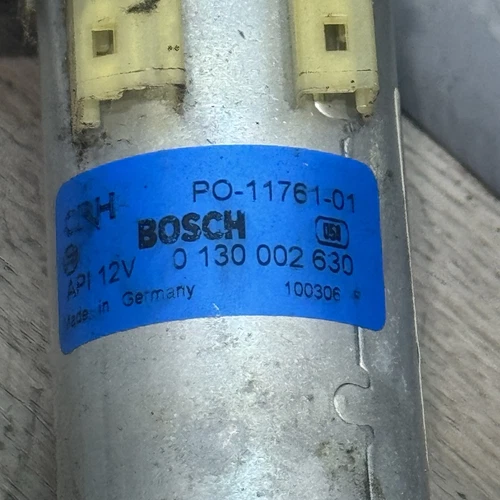 PO-11761-01
BOSCH
API 12V 0 130 002 630
Made in Germany 100306